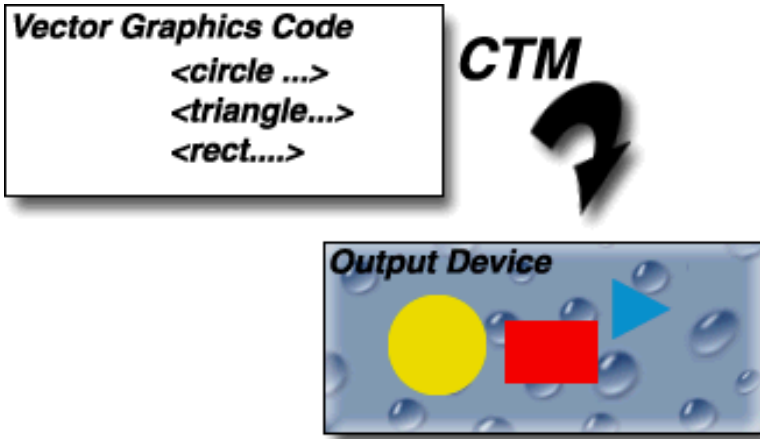 Vector Graphics Code
<circle ...>
<triangle...>
<rect....>
CTM
Output Device